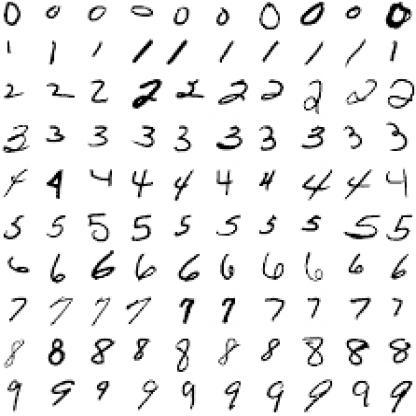 0 0 0 0 0 0 0 0 0 0
1 1 1 1 1 1 1 1 1 1
2 2 2 2 2 2 2 2 2 2
3 3 3 3 3 3 3 3 3 3
4 4 4 4 4 4 4 4 4 4
5 5 5 5 5 5 5 5 5 5
6 6 6 6 6 6 6 6 6 6
7 7 7 7 7 7 7 7 7 7
8 8 8 8 8 8 8 8 8 8
9 9 9 9 9 9 9 9 9 9